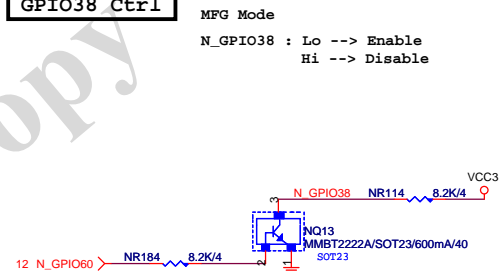 GPIO38 Ctrl
MFG Mode
N_GPIO38 : Lo --> Enable
Hi --> Disable
opy
VCC3
3 N_GPIO38 NR114 8.2K/4
NQ13
MMBT2222A/SOT23/600mA/40
SOT23
12 N_GPIO60 NR184 8.2K/4 2 1